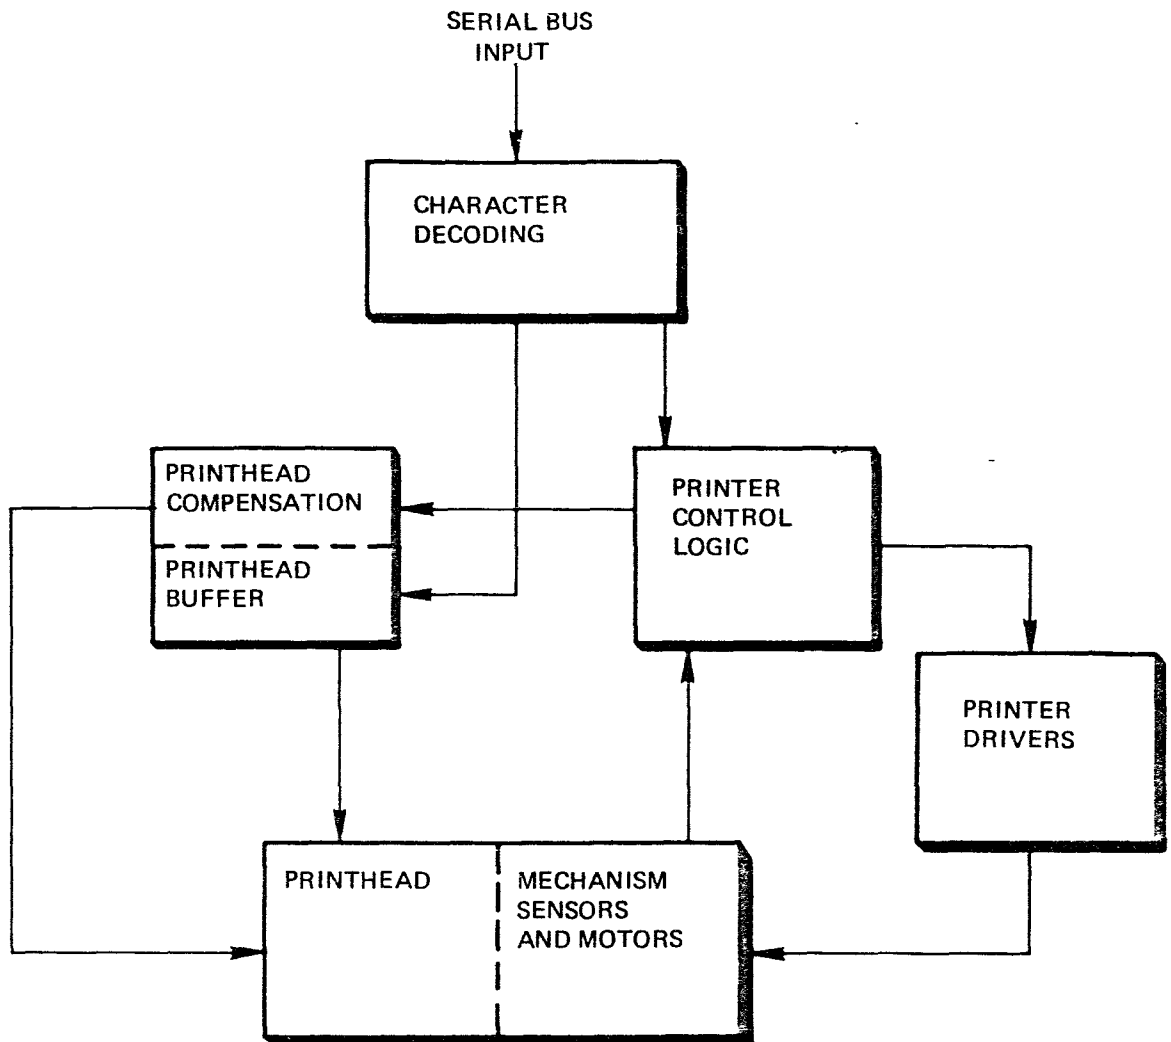 SERIAL BUS
INPUT
CHARACTER
DECODING
PRINTHEAD
COMPENSATION
PRINTHEAD
BUFFER
PRINTER
CONTROL
LOGIC
PRINTER
DRIVERS
PRINTHEAD
MECHANISM
SENSORS
AND MOTORS